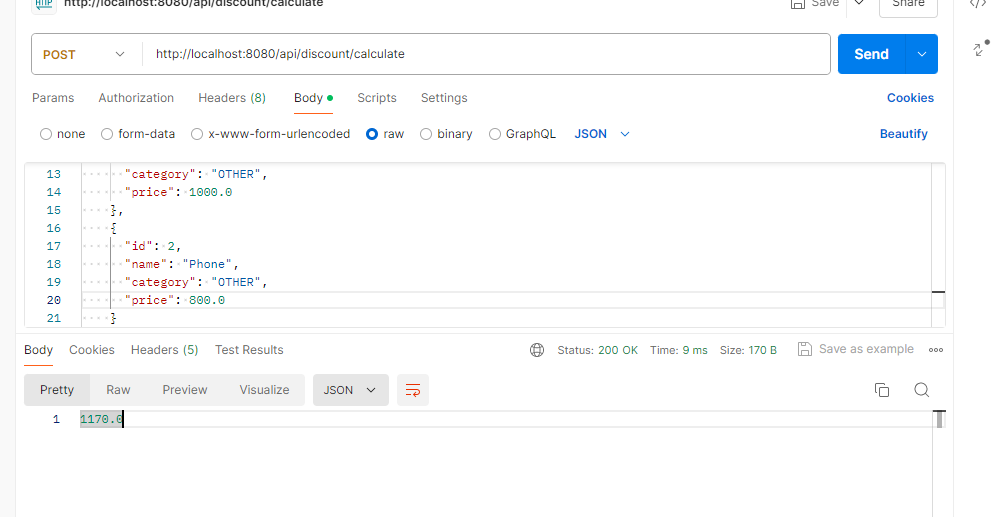 HTTP http://localhost:8080/api/discount/calculate Save Share
POST http://localhost:8080/api/discount/calculate Send
Params Authorization Headers (8) Body Scripts Settings Cookies
none form-data x-www-form-urlencoded raw binary GraphQL JSON Beautify
13 "category": "OTHER",
14 "price": 1000.0
15 },
16 {
17 "id": 2,
18 "name": "Phone",
19 "category": "OTHER",
20 "price": 800.0
21 }
Body Cookies Headers (5) Test Results Status: 200 OK Time: 9 ms Size: 170 B Save as example
Pretty Raw Preview Visualize JSON
1 1170.0